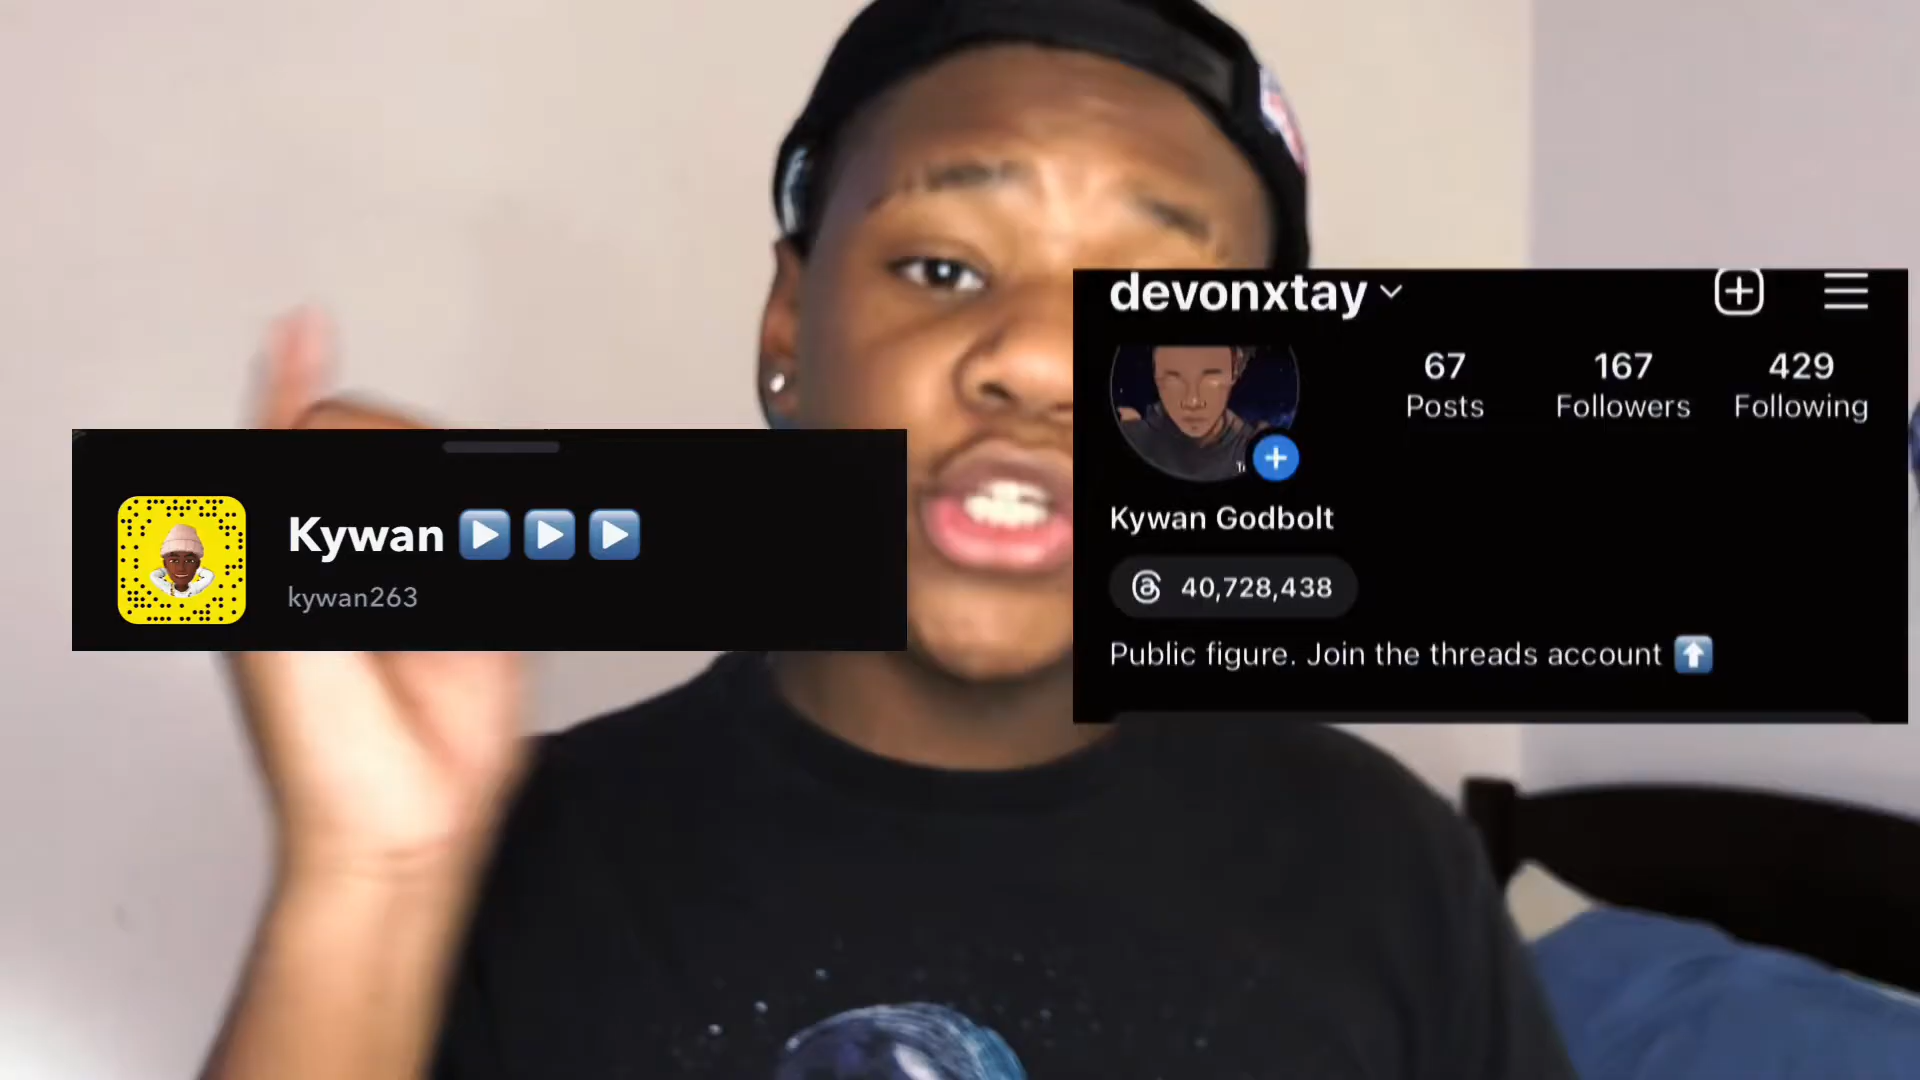 Kywan ▶️ ▶️ ▶️
kywan263
devonxtay
67 167 429
Posts Followers Following
Kywan Godbolt
40,728,438
Public figure. Join the threads account ⬆️